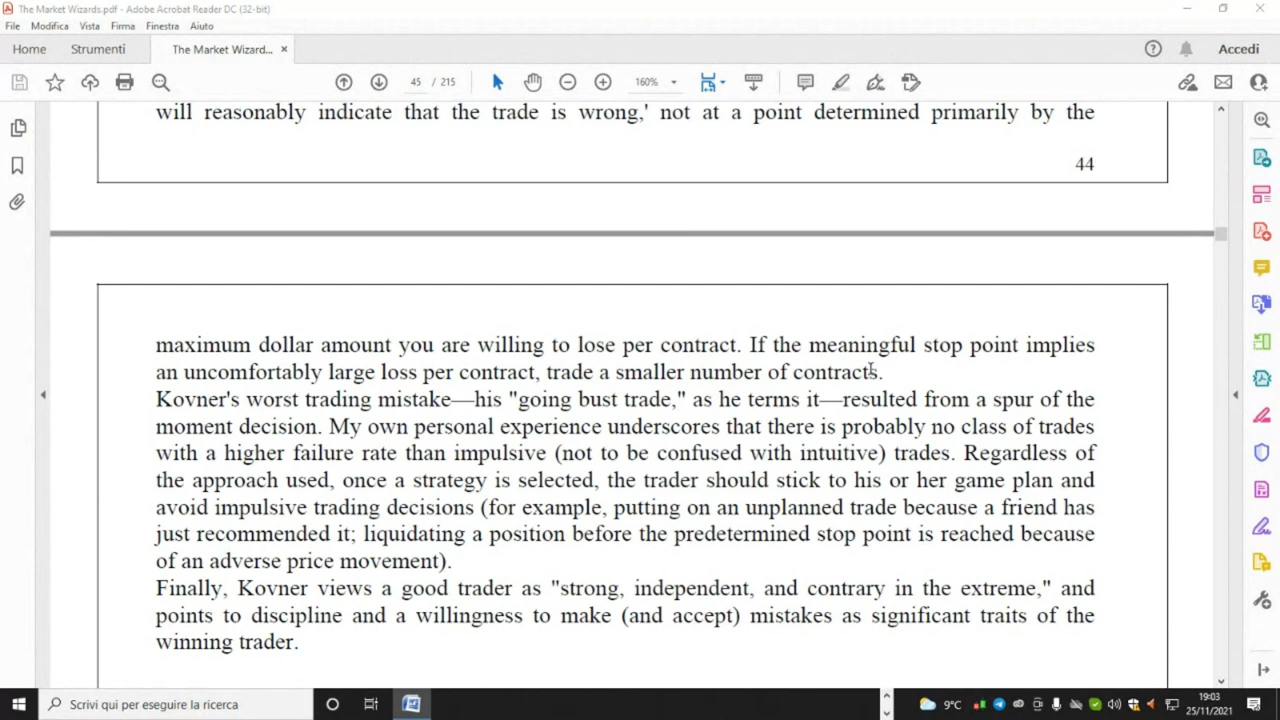 The Market Wizards.pdf - Adobe Acrobat Reader DC (32-bit)
File Modifica Vista Firma Finestra Aiuto
Home Strumenti The Market Wizard... × Accedi
45 / 215 160%
will reasonably indicate that the trade is wrong,' not at a point determined primarily by the
44
maximum dollar amount you are willing to lose per contract. If the meaningful stop point implies
an uncomfortably large loss per contract, trade a smaller number of contracts.
Kovner's worst trading mistake—his "going bust trade," as he terms it—resulted from a spur of the
moment decision. My own personal experience underscores that there is probably no class of trades
with a higher failure rate than impulsive (not to be confused with intuitive) trades. Regardless of
the approach used, once a strategy is selected, the trader should stick to his or her game plan and
avoid impulsive trading decisions (for example, putting on an unplanned trade because a friend has
just recommended it; liquidating a position before the predetermined stop point is reached because
of an adverse price movement).
Finally, Kovner views a good trader as "strong, independent, and contrary in the extreme," and
points to discipline and a willingness to make (and accept) mistakes as significant traits of the
winning trader.
Scrivi qui per eseguire la ricerca
9°C
19:03
25/11/2021